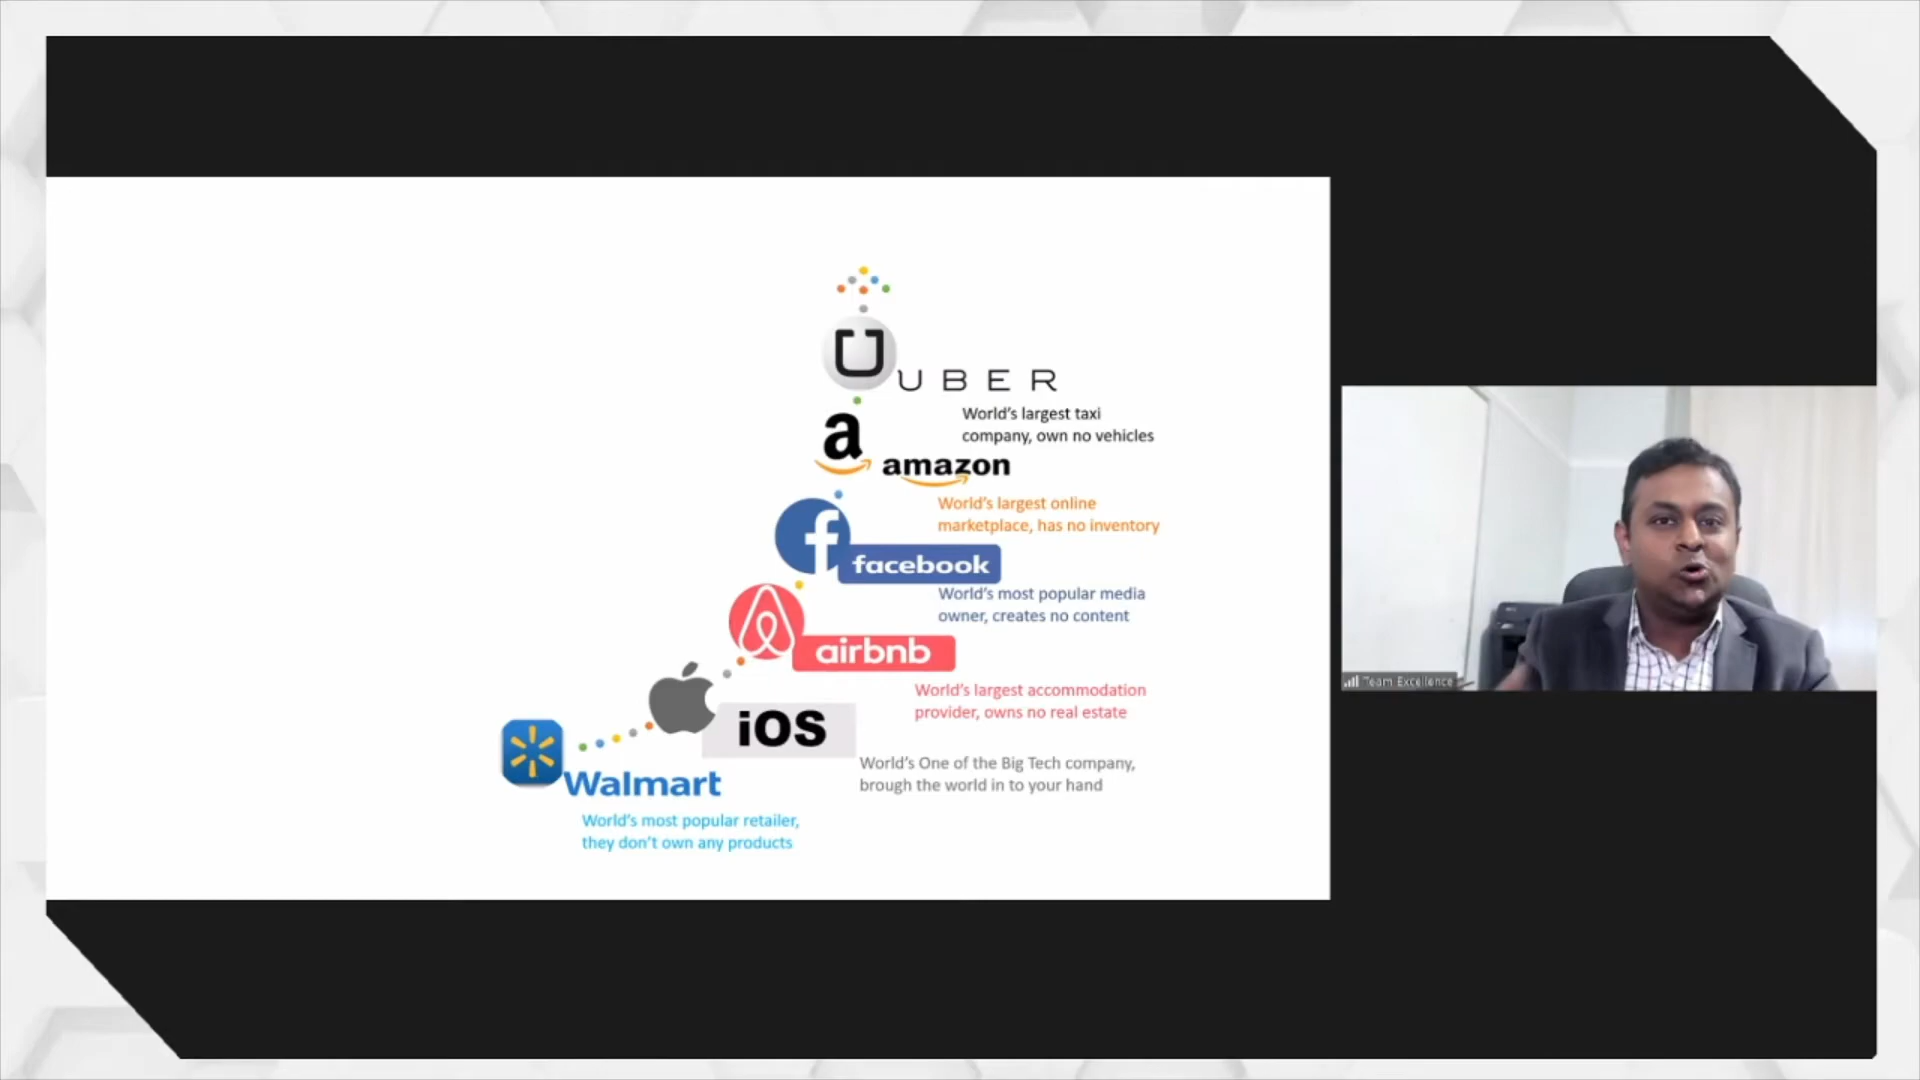 UBER
World's largest taxi
company, own no vehicles
a
amazon
World's largest online
marketplace, has no inventory
f
facebook
World's most popular media
owner, creates no content
airbnb
World's largest accommodation
provider, owns no real estate
iOS
World's One of the Big Tech company,
brough the world in to your hand
Walmart
World's most popular retailer,
they don't own any products
Team Excellence